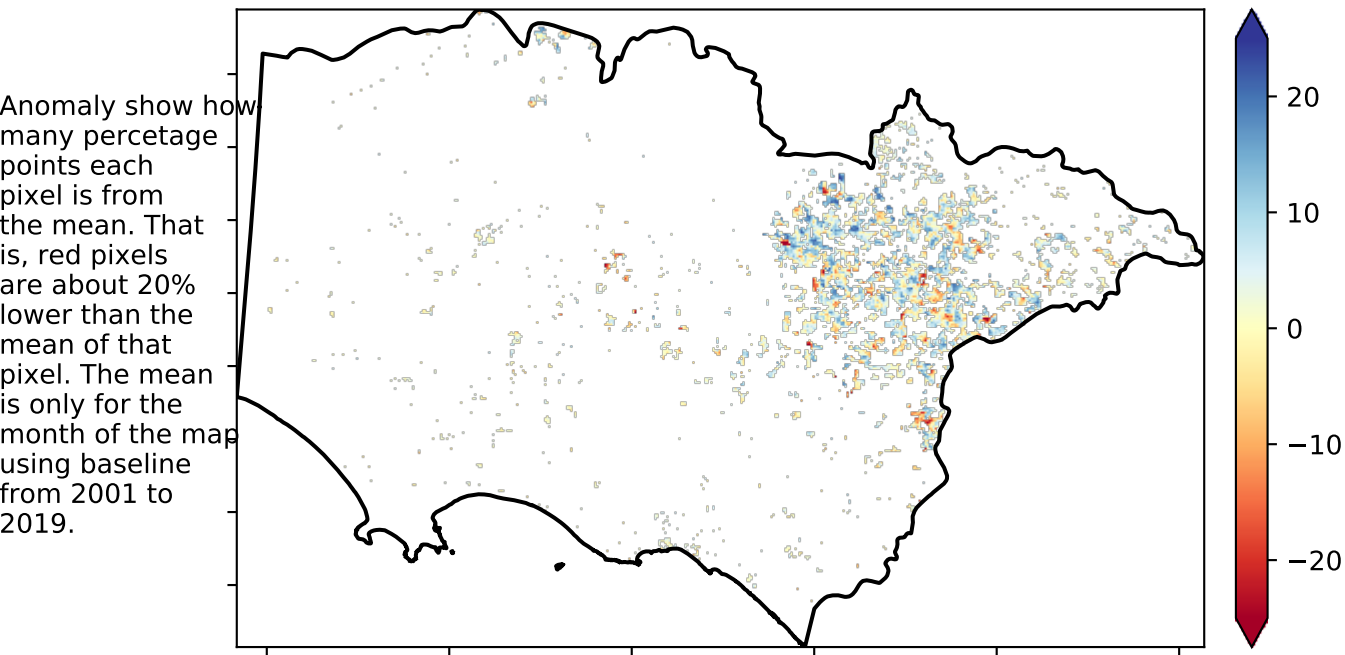 Anomaly show how
many percetage
points each
pixel is from
the mean. That
is, red pixels
are about 20%
lower than the
mean of that
pixel. The mean
is only for the
month of the map
using baseline
from 2001 to
2019.
20
10
0
−10
−20